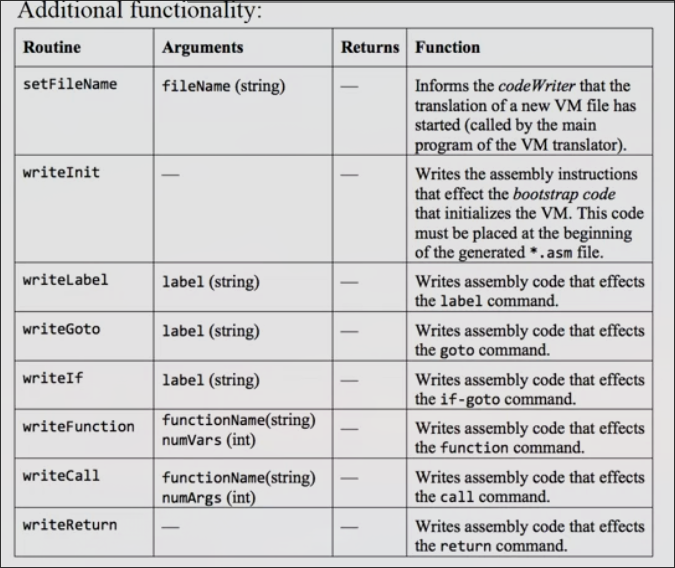 Additional functionality:
Routine Arguments Returns Function
setFileName fileName (string) — Informs the codeWriter that the
translation of a new VM file has
started (called by the main
program of the VM translator).
writeInit — — Writes the assembly instructions
that effect the bootstrap code
that initializes the VM. This code
must be placed at the beginning
of the generated *.asm file.
writeLabel label (string) — Writes assembly code that effects
the label command.
writeGoto label (string) — Writes assembly code that effects
the goto command.
writeIf label (string) — Writes assembly code that effects
the if-goto command.
writeFunction functionName(string) — Writes assembly code that effects
numVars (int) the function command.
writeCall functionName(string) — Writes assembly code that effects
numArgs (int) the call command.
writeReturn — — Writes assembly code that effects
the return command.